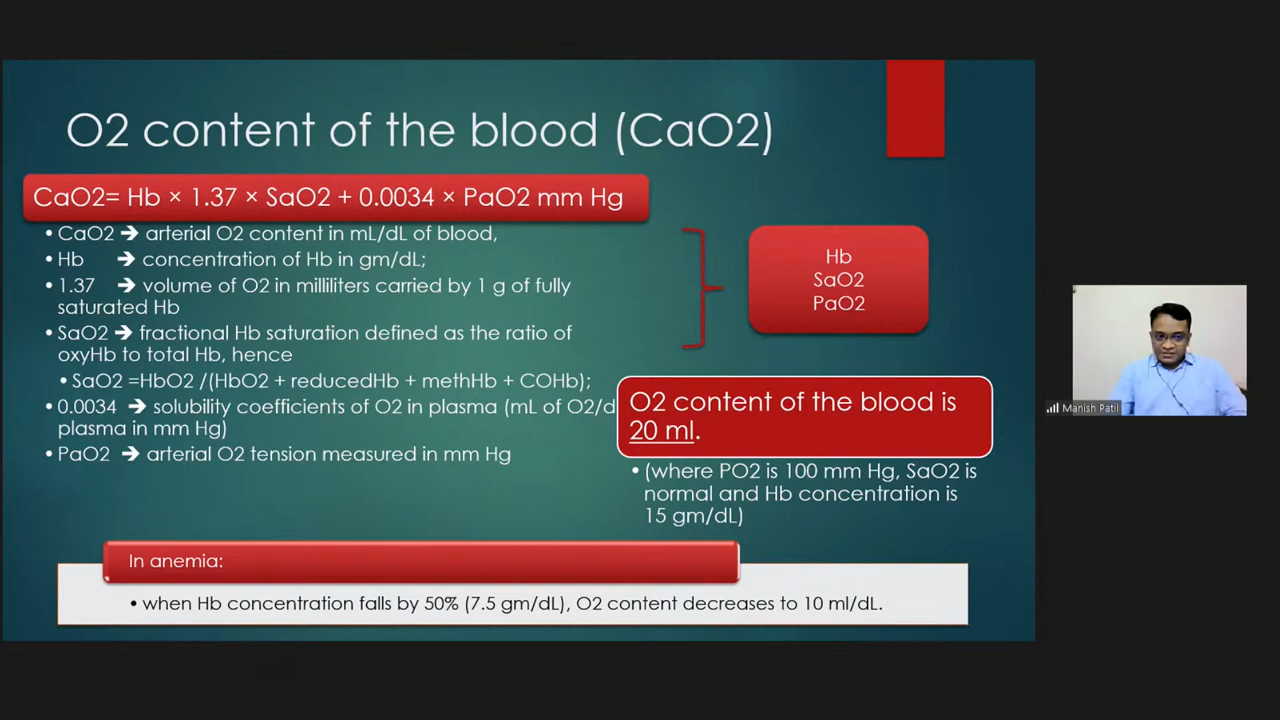 O2 content of the blood (CaO2)
CaO2= Hb × 1.37 × SaO2 + 0.0034 × PaO2 mm Hg
• CaO2 → arterial O2 content in mL/dL of blood,
• Hb → concentration of Hb in gm/dL;
• 1.37 → volume of O2 in milliliters carried by 1 g of fully
saturated Hb
• SaO2 → fractional Hb saturation defined as the ratio of
oxyHb to total Hb, hence
• SaO2 =HbO2 /(HbO2 + reducedHb + methHb + COHb);
• 0.0034 → solubility coefficients of O2 in plasma (mL of O2/d
plasma in mm Hg)
• PaO2 → arterial O2 tension measured in mm Hg
Hb
SaO2
PaO2
O2 content of the blood is
20 ml.
• (where PO2 is 100 mm Hg, SaO2 is
normal and Hb concentration is
15 gm/dL)
In anemia:
• when Hb concentration falls by 50% (7.5 gm/dL), O2 content decreases to 10 ml/dL.
Manish Patil